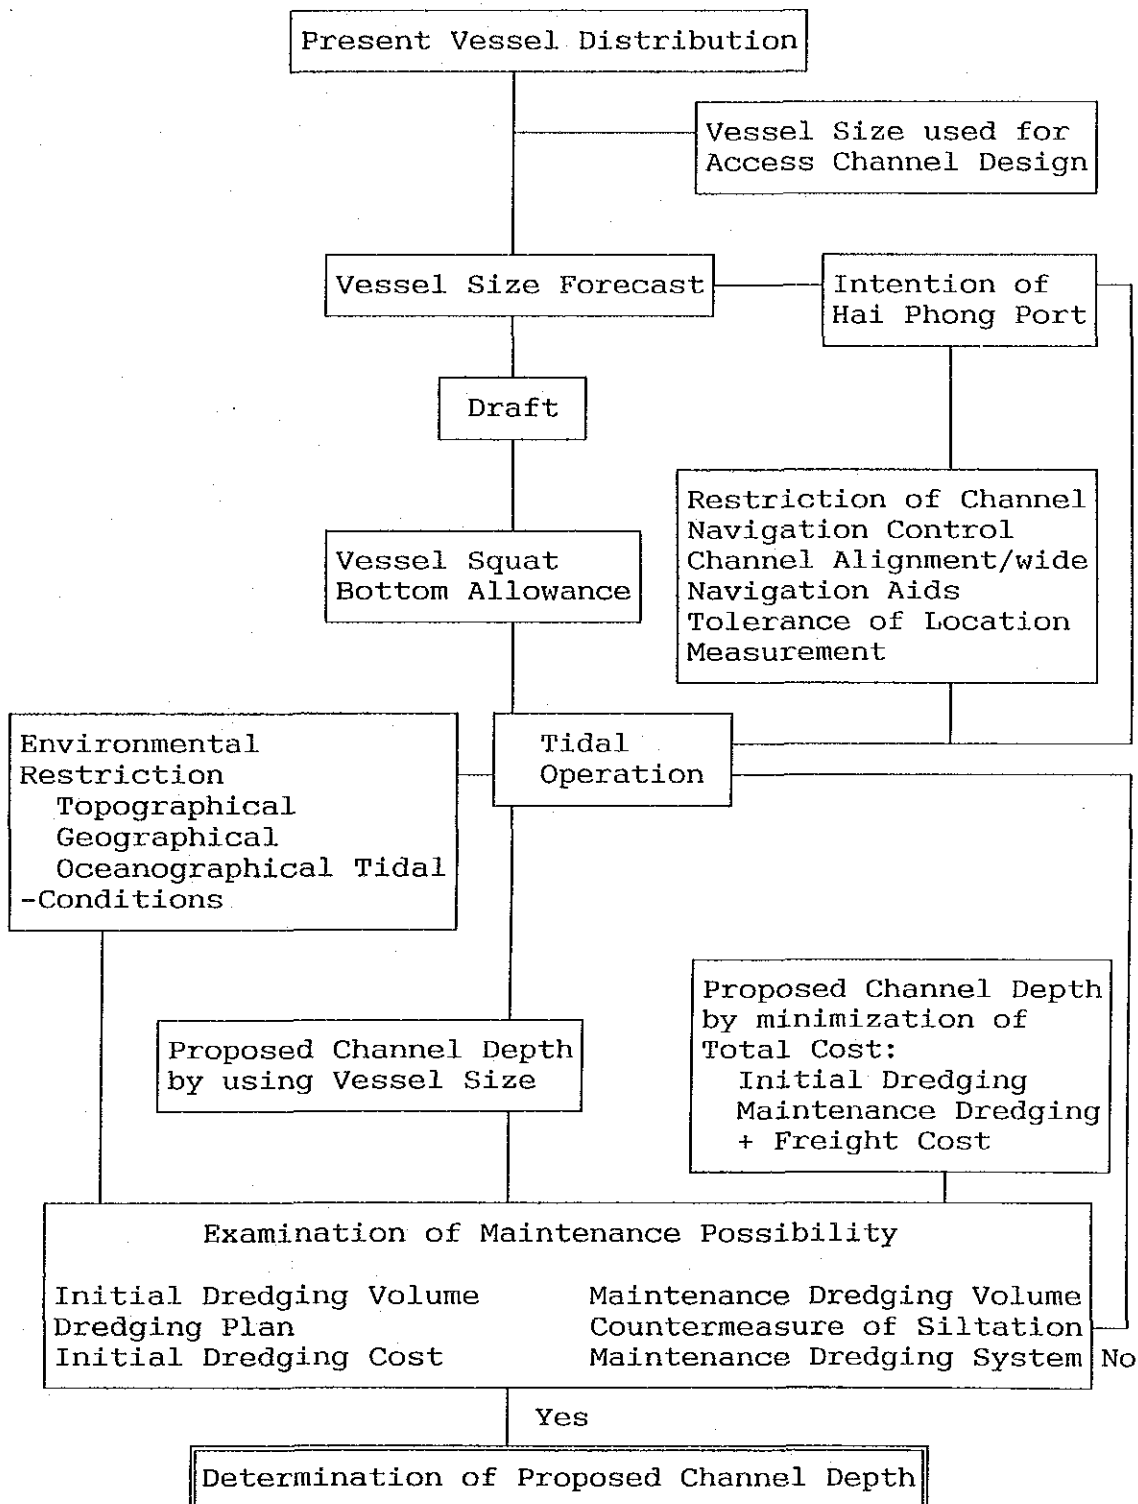 Present Vessel Distribution
Vessel Size used for
Access Channel Design
Vessel Size Forecast
Intention of
Hai Phong Port
Draft
Restriction of Channel
Navigation Control
Channel Alignment/wide
Navigation Aids
Tolerance of Location
Measurement
Vessel Squat
Bottom Allowance
Environmental
Restriction
Topographical
Geographical
Oceanographical Tidal
-Conditions
Tidal
Operation
Proposed Channel Depth
by minimization of
Total Cost:
Initial Dredging
Maintenance Dredging
+ Freight Cost
Proposed Channel Depth
by using Vessel Size
Examination of Maintenance Possibility
Initial Dredging Volume
Dredging Plan
Initial Dredging Cost
Maintenance Dredging Volume
Countermeasure of Siltation
Maintenance Dredging System
No
Yes
Determination of Proposed Channel Depth